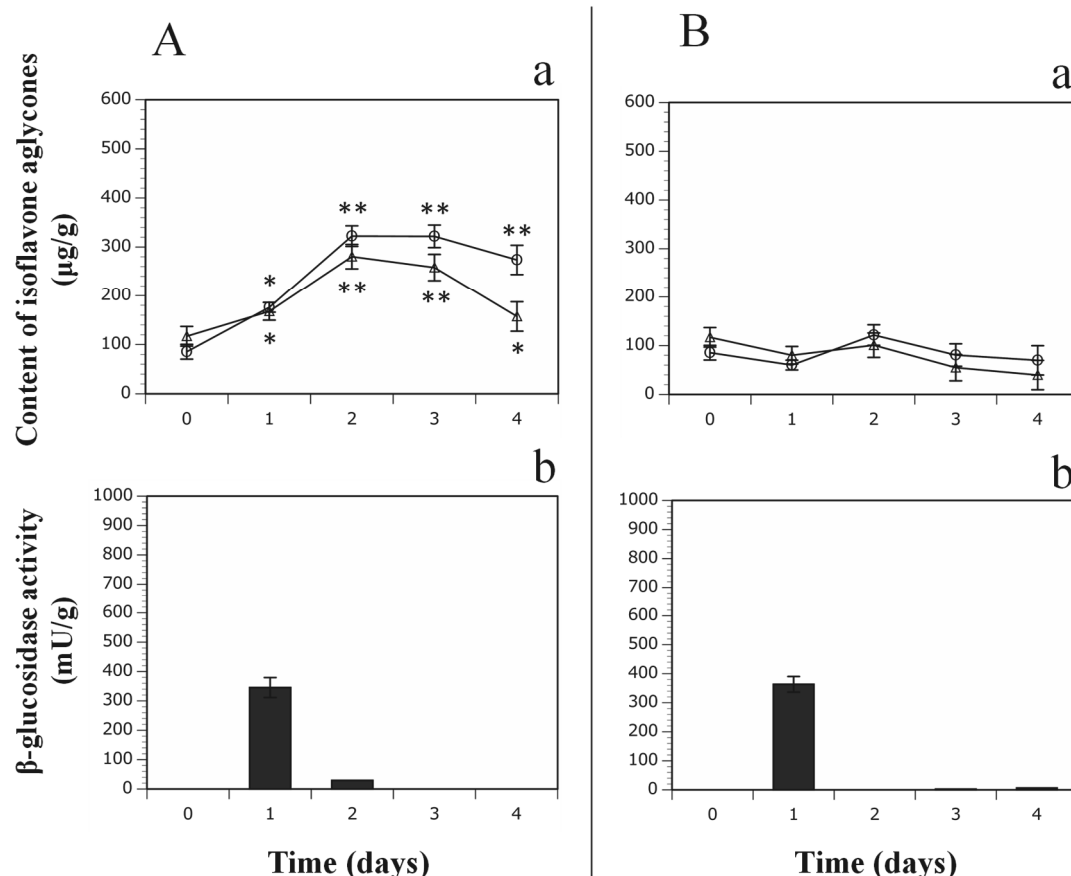 A
a
Content of isoflavone aglycones
(µg/g)
600
500
400
300
200
100
0
**
**
**
*
**
**
*
*
0 1 2 3 4
b
β-glucosidase activity
(mU/g)
1000
900
800
700
600
500
400
300
200
100
0
0 1 2 3 4
Time (days)
B
a
600
500
400
300
200
100
0
0 1 2 3 4
b
1000
900
800
700
600
500
400
300
200
100
0
0 1 2 3 4
Time (days)